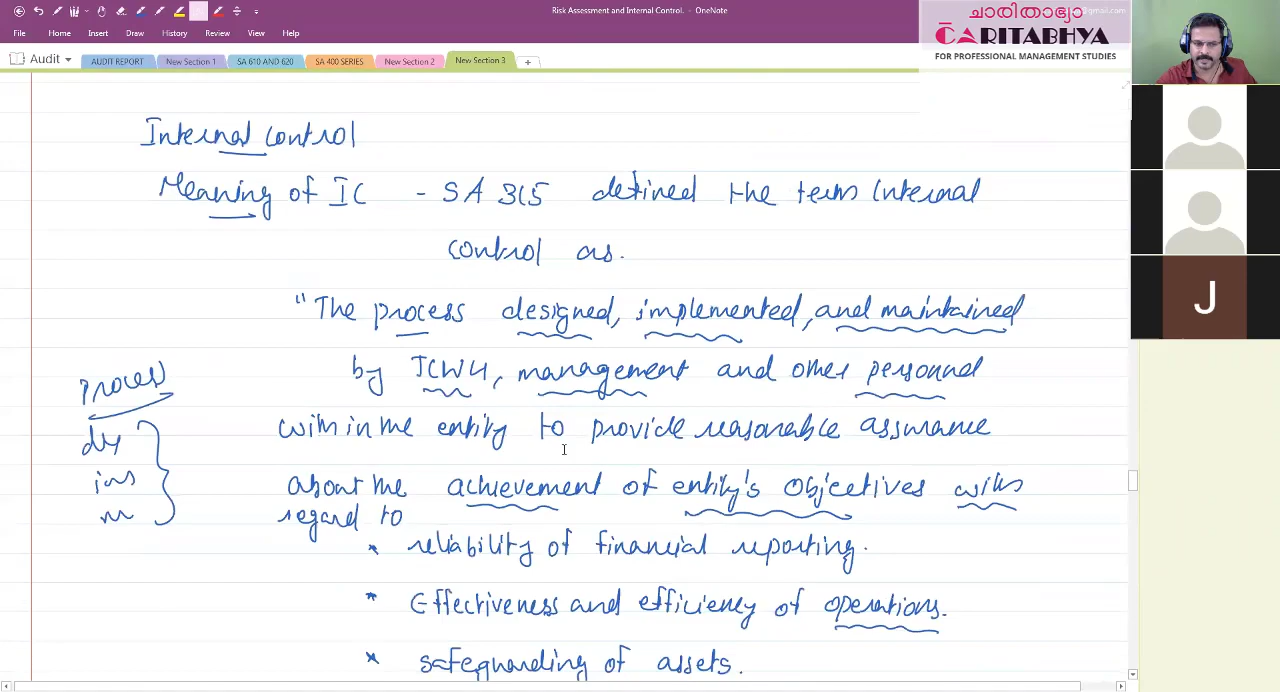 Risk Assessment and Internal Control. - OneNote
File Home Insert Draw History Review View Help
Audit
AUDIT REPORT New Section 1 SA 610 AND 620 SA 400 SERIES New Section 2 New Section 3
ചാരിതാഭ്യാ
CARITABHYA
FOR PROFESSIONAL MANAGEMENT STUDIES
Internal control
Meaning of IC - SA 315 defined the term Internal
control as.
"The process designed, implemented, and maintained
by TCWG, management and other personnel
within the entity to provide reasonable assurance
about the achievement of entity's objectives with
regard to
* reliability of financial reporting.
* Effectiveness and efficiency of operations.
* safeguarding of assets.
Process
J